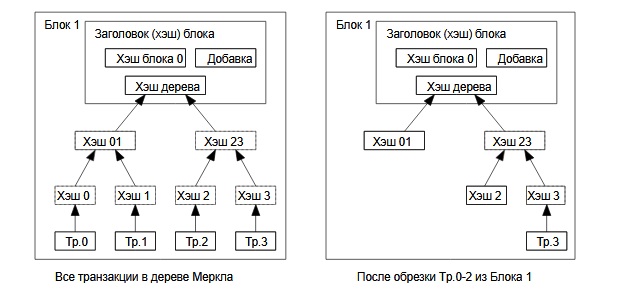 Блок 1
Заголовок (хэш) блока
Хэш блока 0 Добавка
Хэш дерева
Хэш 01 Хэш 23
Хэш 0 Хэш 1 Хэш 2 Хэш 3
Тр.0 Тр.1 Тр.2 Тр.3
Все транзакции в дереве Меркла
Блок 1
Заголовок (хэш) блока
Хэш блока 0 Добавка
Хэш дерева
Хэш 01 Хэш 23
Хэш 2 Хэш 3
Тр.3
После обрезки Тр.0-2 из Блока 1